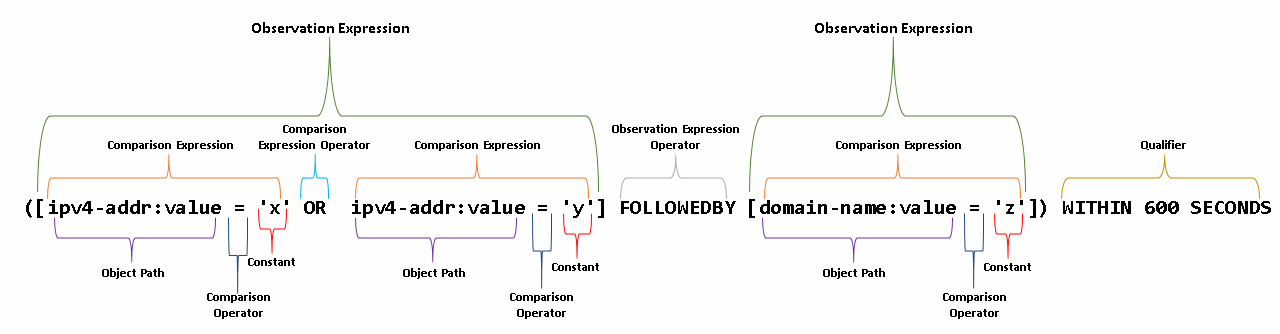 Observation Expression
Observation Expression
Comparison
Expression Operator
Observation Expression
Operator
Comparison Expression
Comparison Expression
Comparison Expression
Qualifier
([ipv4-addr:value = 'x' OR ipv4-addr:value = 'y'] FOLLOWEDBY [domain-name:value = 'z']) WITHIN 600 SECONDS
Constant
Constant
Constant
Object Path
Object Path
Object Path
Comparison
Operator
Comparison
Operator
Comparison
Operator